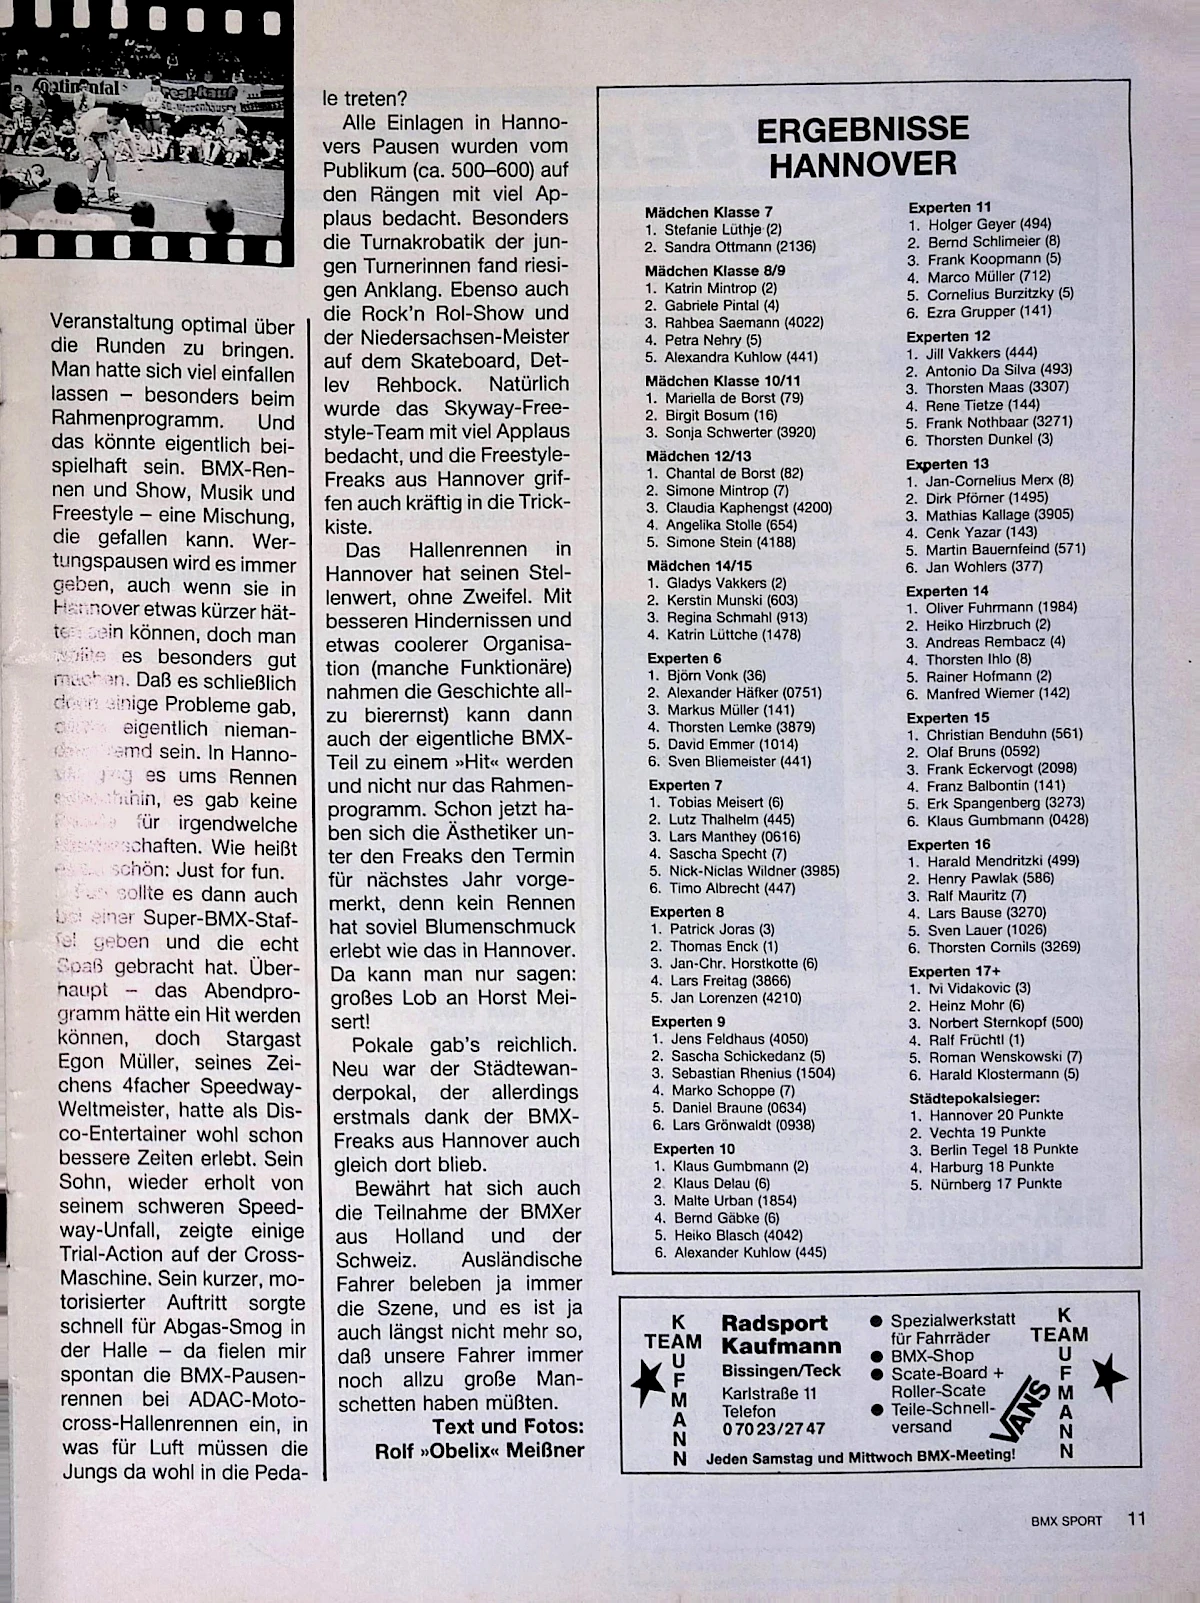 Continental
real-kauf
SB-Warenhäuser
Veranstaltung optimal über
die Runden zu bringen.
Man hatte sich viel einfallen
lassen – besonders beim
Rahmenprogramm. Und
das könnte eigentlich bei-
spielhaft sein. BMX-Ren-
nen und Show, Musik und
Freestyle – eine Mischung,
die gefallen kann. Wer-
tungspausen wird es immer
geben, auch wenn sie in
Hannover etwas kürzer hät-
ten sein können, doch man
wollte es besonders gut
machen. Daß es schließlich
doch einige Probleme gab,
eigentlich nieman-
fremd sein. In Hanno-
ver ging es ums Rennen
schlechthin, es gab keine
für irgendwelche
schaften. Wie heißt
es so schön: Just for fun.
Fun sollte es dann auch
bei einer Super-BMX-Staf-
fel geben und die echt
Spaß gebracht hat. Über-
haupt – das Abendpro-
gramm hätte ein Hit werden
können, doch Stargast
Egon Müller, seines Zei-
chens 4facher Speedway-
Weltmeister, hatte als Dis-
co-Entertainer wohl schon
bessere Zeiten erlebt. Sein
Sohn, wieder erholt von
seinem schweren Speed-
way-Unfall, zeigte einige
Trial-Action auf der Cross-
Maschine. Sein kurzer, mo-
torisierter Auftritt sorgte
schnell für Abgas-Smog in
der Halle – da fielen mir
spontan die BMX-Pausen-
rennen bei ADAC-Moto-
cross-Hallenrennen ein, in
was für Luft müssen die
Jungs da wohl in die Peda-
le treten?
Alle Einlagen in Hanno-
vers Pausen wurden vom
Publikum (ca. 500–600) auf
den Rängen mit viel Ap-
plaus bedacht. Besonders
die Turnakrobatik der jun-
gen Turnerinnen fand riesi-
gen Anklang. Ebenso auch
die Rock'n Rol-Show und
der Niedersachsen-Meister
auf dem Skateboard, Det-
lev Rehbock. Natürlich
wurde das Skyway-Free-
style-Team mit viel Applaus
bedacht, und die Freestyle-
Freaks aus Hannover grif-
fen auch kräftig in die Trick-
kiste.
Das Hallenrennen in
Hannover hat seinen Stel-
lenwert, ohne Zweifel. Mit
besseren Hindernissen und
etwas coolerer Organisa-
tion (manche Funktionäre)
nahmen die Geschichte all-
zu bierernst) kann dann
auch der eigentliche BMX-
Teil zu einem »Hit« werden
und nicht nur das Rahmen-
programm. Schon jetzt ha-
ben sich die Ästhetiker un-
ter den Freaks den Termin
für nächstes Jahr vorge-
merkt, denn kein Rennen
hat soviel Blumenschmuck
erlebt wie das in Hannover.
Da kann man nur sagen:
großes Lob an Horst Mei-
sert!
Pokale gab's reichlich.
Neu war der Städtewan-
derpokal, der allerdings
erstmals dank der BMX-
Freaks aus Hannover auch
gleich dort blieb.
Bewährt hat sich auch
die Teilnahme der BMXer
aus Holland und der
Schweiz. Ausländische
Fahrer beleben ja immer
die Szene, und es ist ja
auch längst nicht mehr so,
daß unsere Fahrer immer
noch allzu große Man-
schetten haben müßten.
Text und Fotos:
Rolf »Obelix« Meißner
ERGEBNISSE
HANNOVER
Mädchen Klasse 7
1. Stefanie Lüthje (2)
2. Sandra Ottmann (2136)
Mädchen Klasse 8/9
1. Katrin Mintrop (2)
2. Gabriele Pintal (4)
3. Rahbea Saemann (4022)
4. Petra Nehry (5)
5. Alexandra Kuhlow (441)
Mädchen Klasse 10/11
1. Mariella de Borst (79)
2. Birgit Bosum (16)
3. Sonja Schwerter (3920)
Mädchen 12/13
1. Chantal de Borst (82)
2. Simone Mintrop (7)
3. Claudia Kaphengst (4200)
4. Angelika Stolle (654)
5. Simone Stein (4188)
Mädchen 14/15
1. Gladys Vakkers (2)
2. Kerstin Munski (603)
3. Regina Schmahl (913)
4. Katrin Lüttche (1478)
Experten 6
1. Björn Vonk (36)
2. Alexander Häfker (0751)
3. Markus Müller (141)
4. Thorsten Lemke (3879)
5. David Emmer (1014)
6. Sven Bliemeister (441)
Experten 7
1. Tobias Meisert (6)
2. Lutz Thalhelm (445)
3. Lars Manthey (0616)
4. Sascha Specht (7)
5. Nick-Niclas Wildner (3985)
6. Timo Albrecht (447)
Experten 8
1. Patrick Joras (3)
2. Thomas Enck (1)
3. Jan-Chr. Horstkotte (6)
4. Lars Freitag (3866)
5. Jan Lorenzen (4210)
Experten 9
1. Jens Feldhaus (4050)
2. Sascha Schickedanz (5)
3. Sebastian Rhenius (1504)
4. Marko Schoppe (7)
5. Daniel Braune (0634)
6. Lars Grönwaldt (0938)
Experten 10
1. Klaus Gumbmann (2)
2. Klaus Delau (6)
3. Malte Urban (1854)
4. Bernd Gäbke (6)
5. Heiko Blasch (4042)
6. Alexander Kuhlow (445)
Experten 11
1. Holger Geyer (494)
2. Bernd Schlimeier (8)
3. Frank Koopmann (5)
4. Marco Müller (712)
5. Cornelius Burzitzky (5)
6. Ezra Grupper (141)
Experten 12
1. Jill Vakkers (444)
2. Antonio Da Silva (493)
3. Thorsten Maas (3307)
4. Rene Tietze (144)
5. Frank Nothbaar (3271)
6. Thorsten Dunkel (3)
Experten 13
1. Jan-Cornelius Merx (8)
2. Dirk Pförner (1495)
3. Mathias Kallage (3905)
4. Cenk Yazar (143)
5. Martin Bauernfeind (571)
6. Jan Wohlers (377)
Experten 14
1. Oliver Fuhrmann (1984)
2. Heiko Hirzbruch (2)
3. Andreas Rembacz (4)
4. Thorsten Ihlo (8)
5. Rainer Hofmann (2)
6. Manfred Wiemer (142)
Experten 15
1. Christian Benduhn (561)
2. Olaf Bruns (0592)
3. Frank Eckervogt (2098)
4. Franz Balbontin (141)
5. Erk Spangenberg (3273)
6. Klaus Gumbmann (0428)
Experten 16
1. Harald Mendritzki (499)
2. Henry Pawlak (586)
3. Ralf Mauritz (7)
4. Lars Bause (3270)
5. Sven Lauer (1026)
6. Thorsten Cornils (3269)
Experten 17+
1. Ivi Vidakovic (3)
2. Heinz Mohr (6)
3. Norbert Sternkopf (500)
4. Ralf Früchtl (1)
5. Roman Wenskowski (7)
6. Harald Klostermann (5)
Städtepokalsieger:
1. Hannover 20 Punkte
2. Vechta 19 Punkte
3. Berlin Tegel 18 Punkte
4. Harburg 18 Punkte
5. Nürnberg 17 Punkte
TEAM
KAUFMANN
Radsport
Kaufmann
Bissingen/Teck
Karlstraße 11
Telefon
0 70 23/27 47
● Spezialwerkstatt
für Fahrräder
● BMX-Shop
● Scate-Board +
Roller-Scate
● Teile-Schnell-
versand
VANS
TEAM
KAUFMANN
Jeden Samstag und Mittwoch BMX-Meeting!
BMX SPORT 11